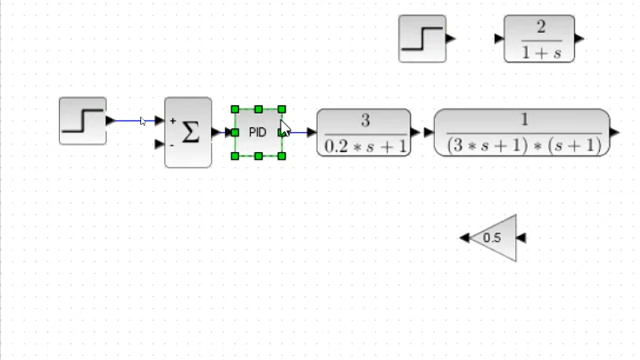 2
1 + s
+
Σ
-
PID
3
0.2 * s + 1
1
(3 * s + 1) * (s + 1)
0.5